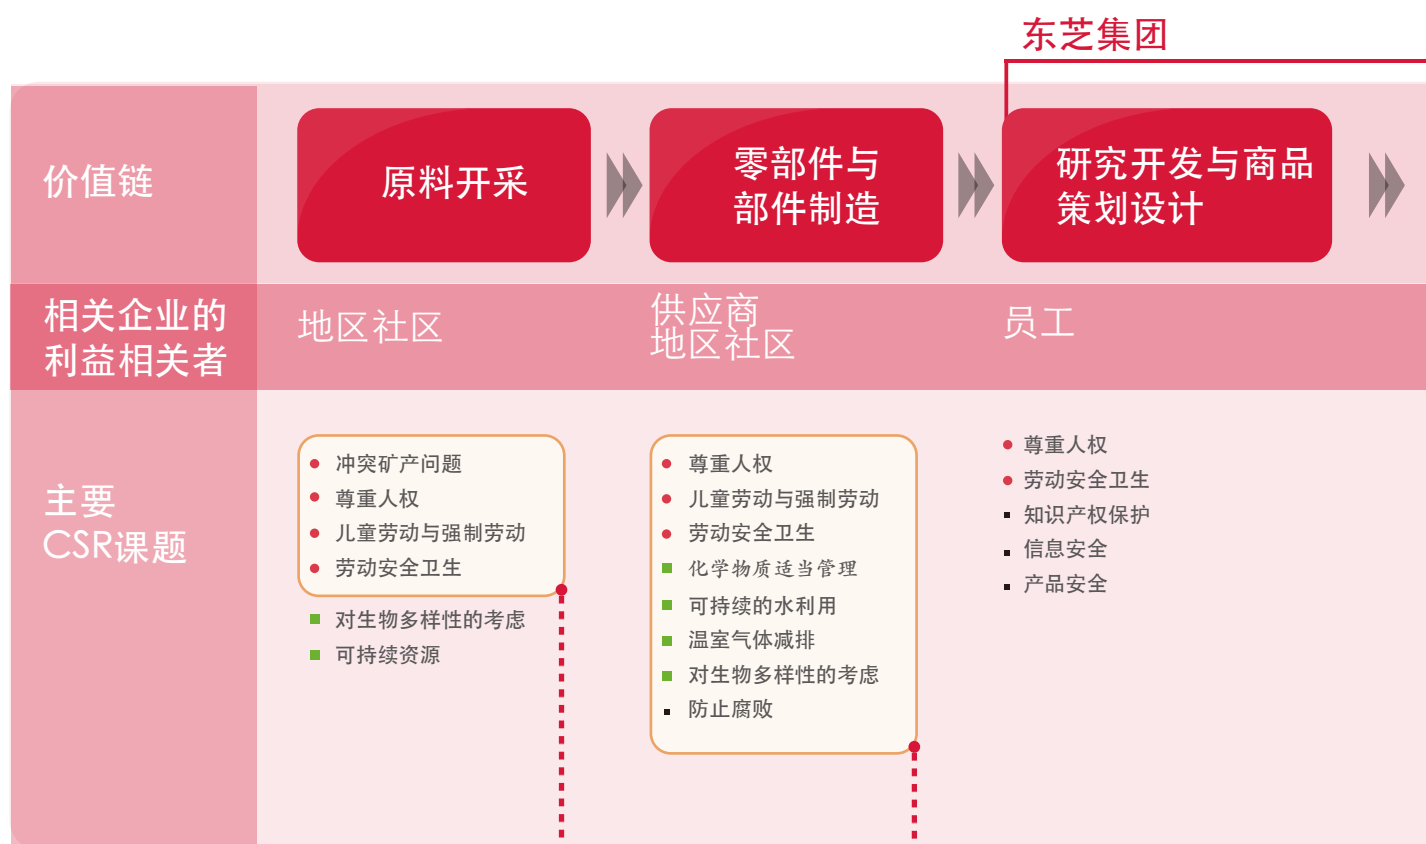 东芝集团
价值链
原料开采
零部件与
部件制造
研究开发与商品
策划设计
相关企业的
利益相关者
地区社区
供应商
地区社区
员工
主要
CSR课题
冲突矿产问题
尊重人权
儿童劳动与强制劳动
劳动安全卫生
对生物多样性的考虑
可持续资源
尊重人权
儿童劳动与强制劳动
劳动安全卫生
化学物质适当管理
可持续的水利用
温室气体减排
对生物多样性的考虑
防止腐败
尊重人权
劳动安全卫生
知识产权保护
信息安全
产品安全